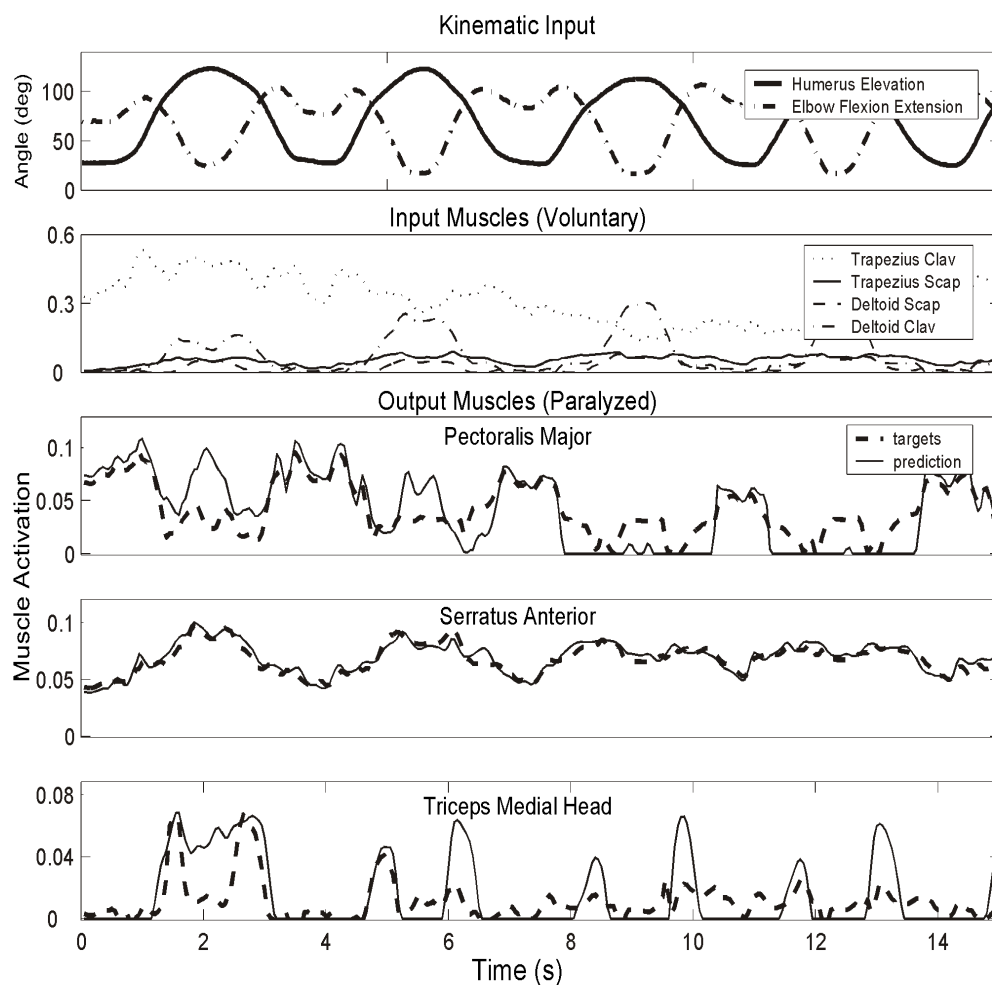 Kinematic Input
Angle (deg)
100
50
0
Humerus Elevation
Elbow Flexion Extension
Input Muscles (Voluntary)
0.6
0.3
0
Trapezius Clav
Trapezius Scap
Deltoid Scap
Deltoid Clav
Output Muscles (Paralyzed)
Muscle Activation
Pectoralis Major
0.1
0.05
0
targets
prediction
Serratus Anterior
0.1
0.05
0
Triceps Medial Head
0.08
0.04
0
0 2 4 6 8 10 12 14
Time (s)